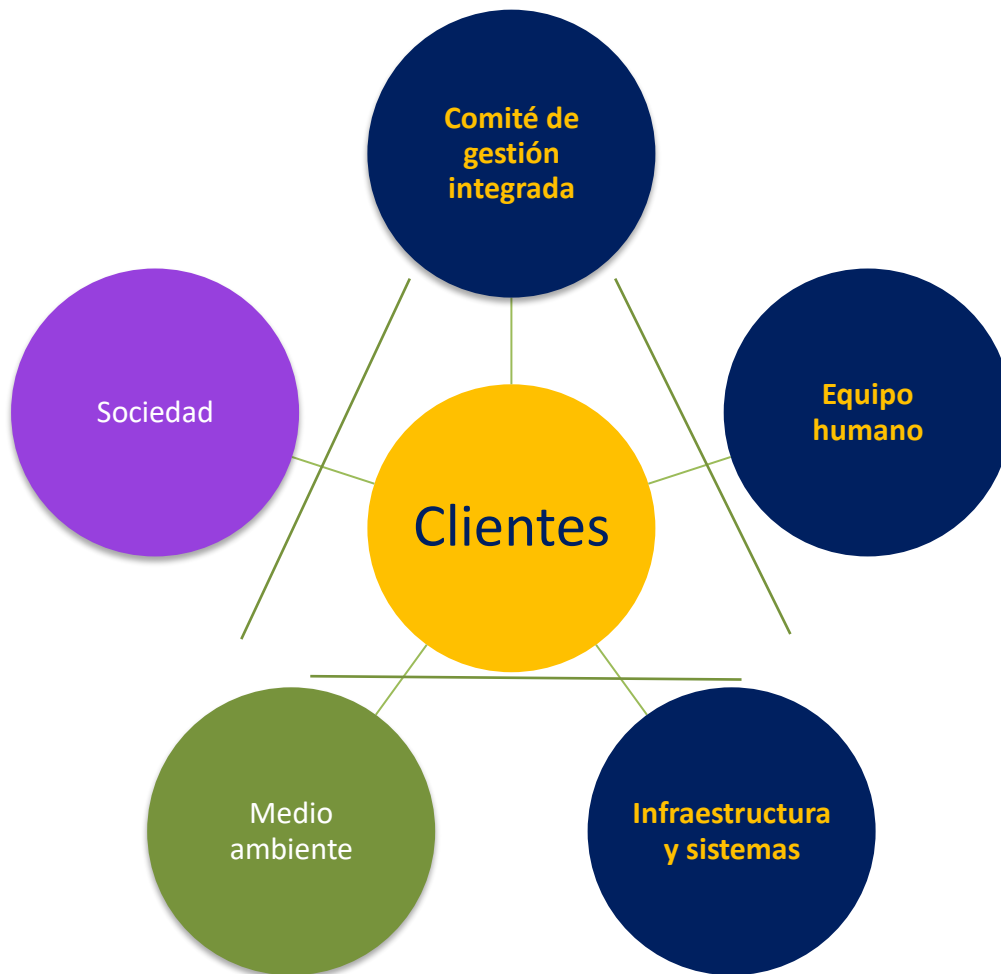 Comité de
gestión
integrada
Sociedad
Equipo
humano
Clientes
Medio
ambiente
Infraestructura
y sistemas